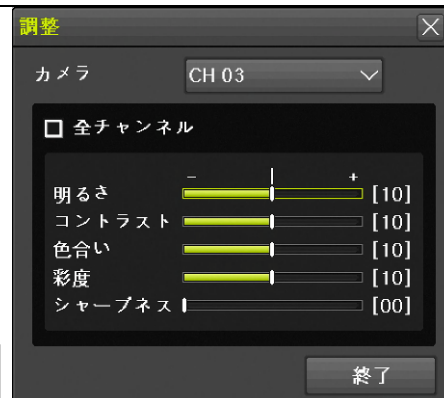 調整
カメラ CH 03
全チャンネル
- +
明るさ [10]
コントラスト [10]
色合い [10]
彩度 [10]
シャープネス [00]
終了